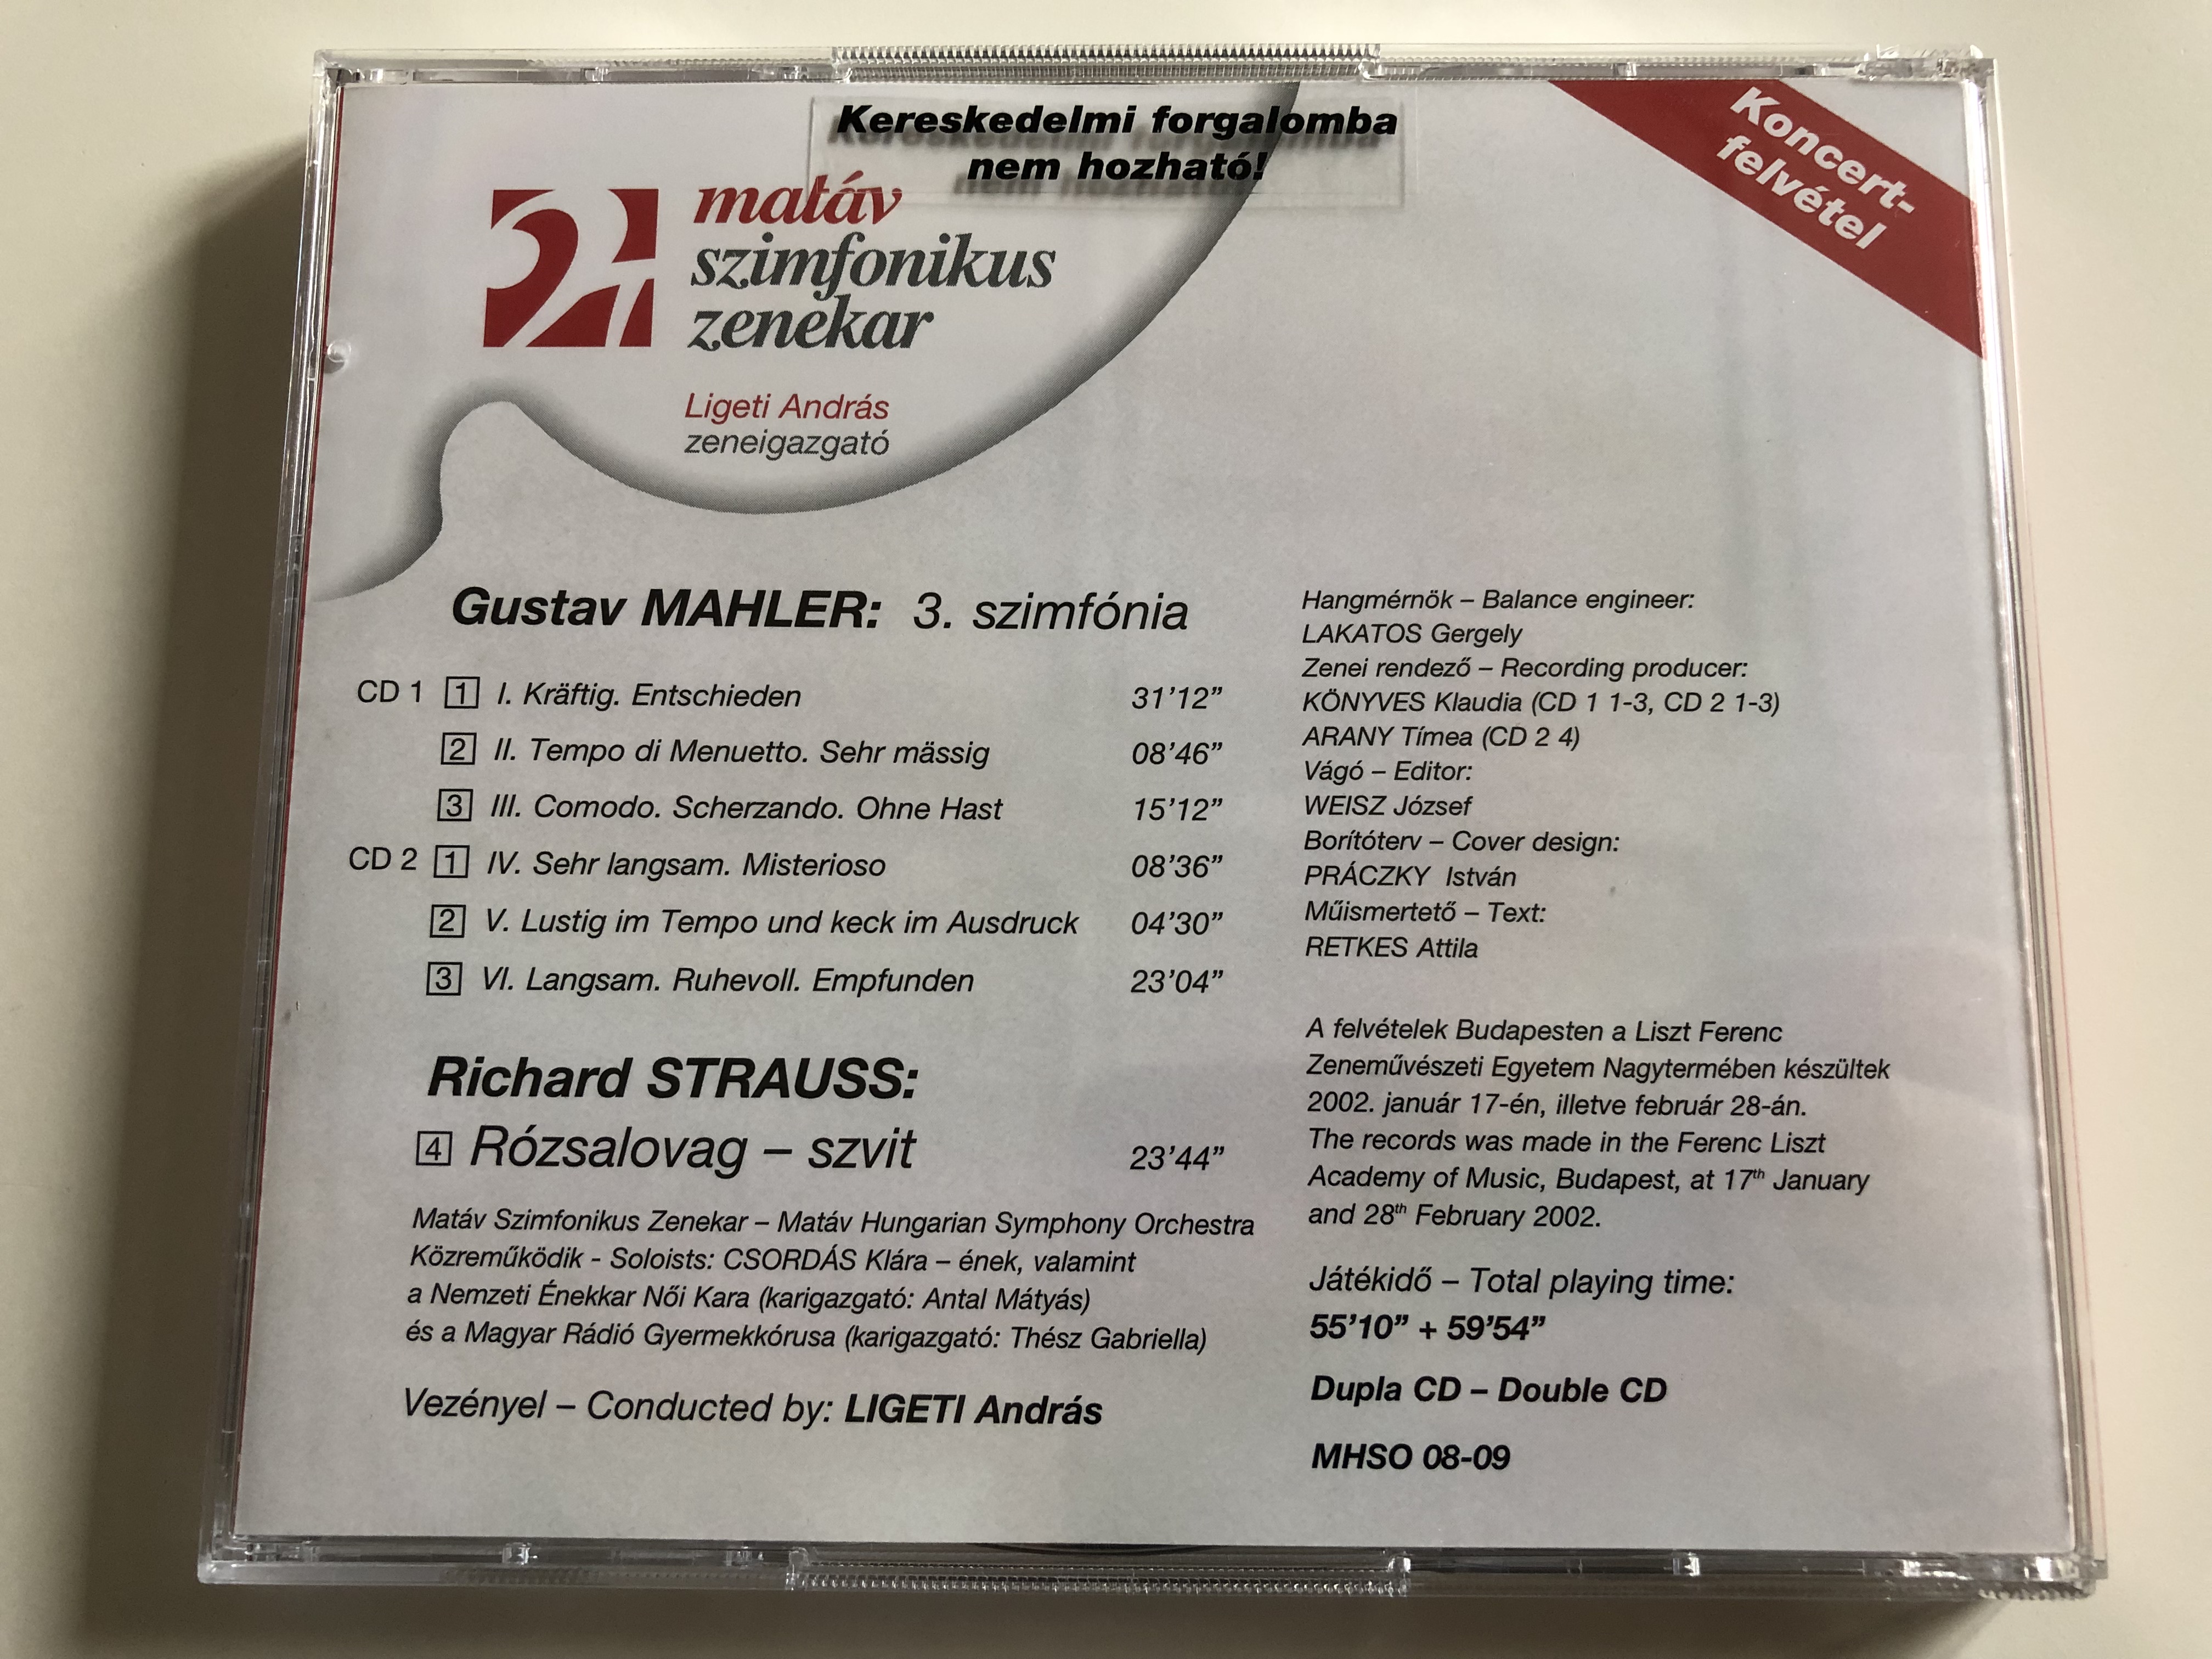 Kereskedelmi forgalomba
nem hozható!
Koncert-
felvétel
matáv
szimfonikus
zenekar
Ligeti András
zeneigazgató
Gustav MAHLER: 3. szimfónia
CD 1 1 I. Kräftig. Entschieden 31’12”
2 II. Tempo di Menuetto. Sehr mässig 08’46”
3 III. Comodo. Scherzando. Ohne Hast 15’12”
CD 2 1 IV. Sehr langsam. Misterioso 08’36”
2 V. Lustig im Tempo und keck im Ausdruck 04’30”
3 VI. Langsam. Ruhevoll. Empfunden 23’04”
Richard STRAUSS:
4 Rózsalovag – szvit 23’44”
Matáv Szimfonikus Zenekar – Matáv Hungarian Symphony Orchestra
Közreműködik - Soloists: CSORDÁS Klára – ének, valamint
a Nemzeti Énekkar Női Kara (karigazgató: Antal Mátyás)
és a Magyar Rádió Gyermekkórusa (karigazgató: Thész Gabriella)
Vezényel – Conducted by: LIGETI András
Hangmérnök – Balance engineer:
LAKATOS Gergely
Zenei rendező – Recording producer:
KÖNYVES Klaudia (CD 1 1-3, CD 2 1-3)
ARANY Tímea (CD 2 4)
Vágó – Editor:
WEISZ József
Borítóterv – Cover design:
PRÁCZKY István
Műismertető – Text:
RETKES Attila
A felvételek Budapesten a Liszt Ferenc
Zeneművészeti Egyetem Nagytermében készültek
2002. január 17-én, illetve február 28-án.
The records was made in the Ferenc Liszt
Academy of Music, Budapest, at 17th January
and 28th February 2002.
Játékidő – Total playing time:
55’10” + 59’54”
Dupla CD – Double CD
MHSO 08-09